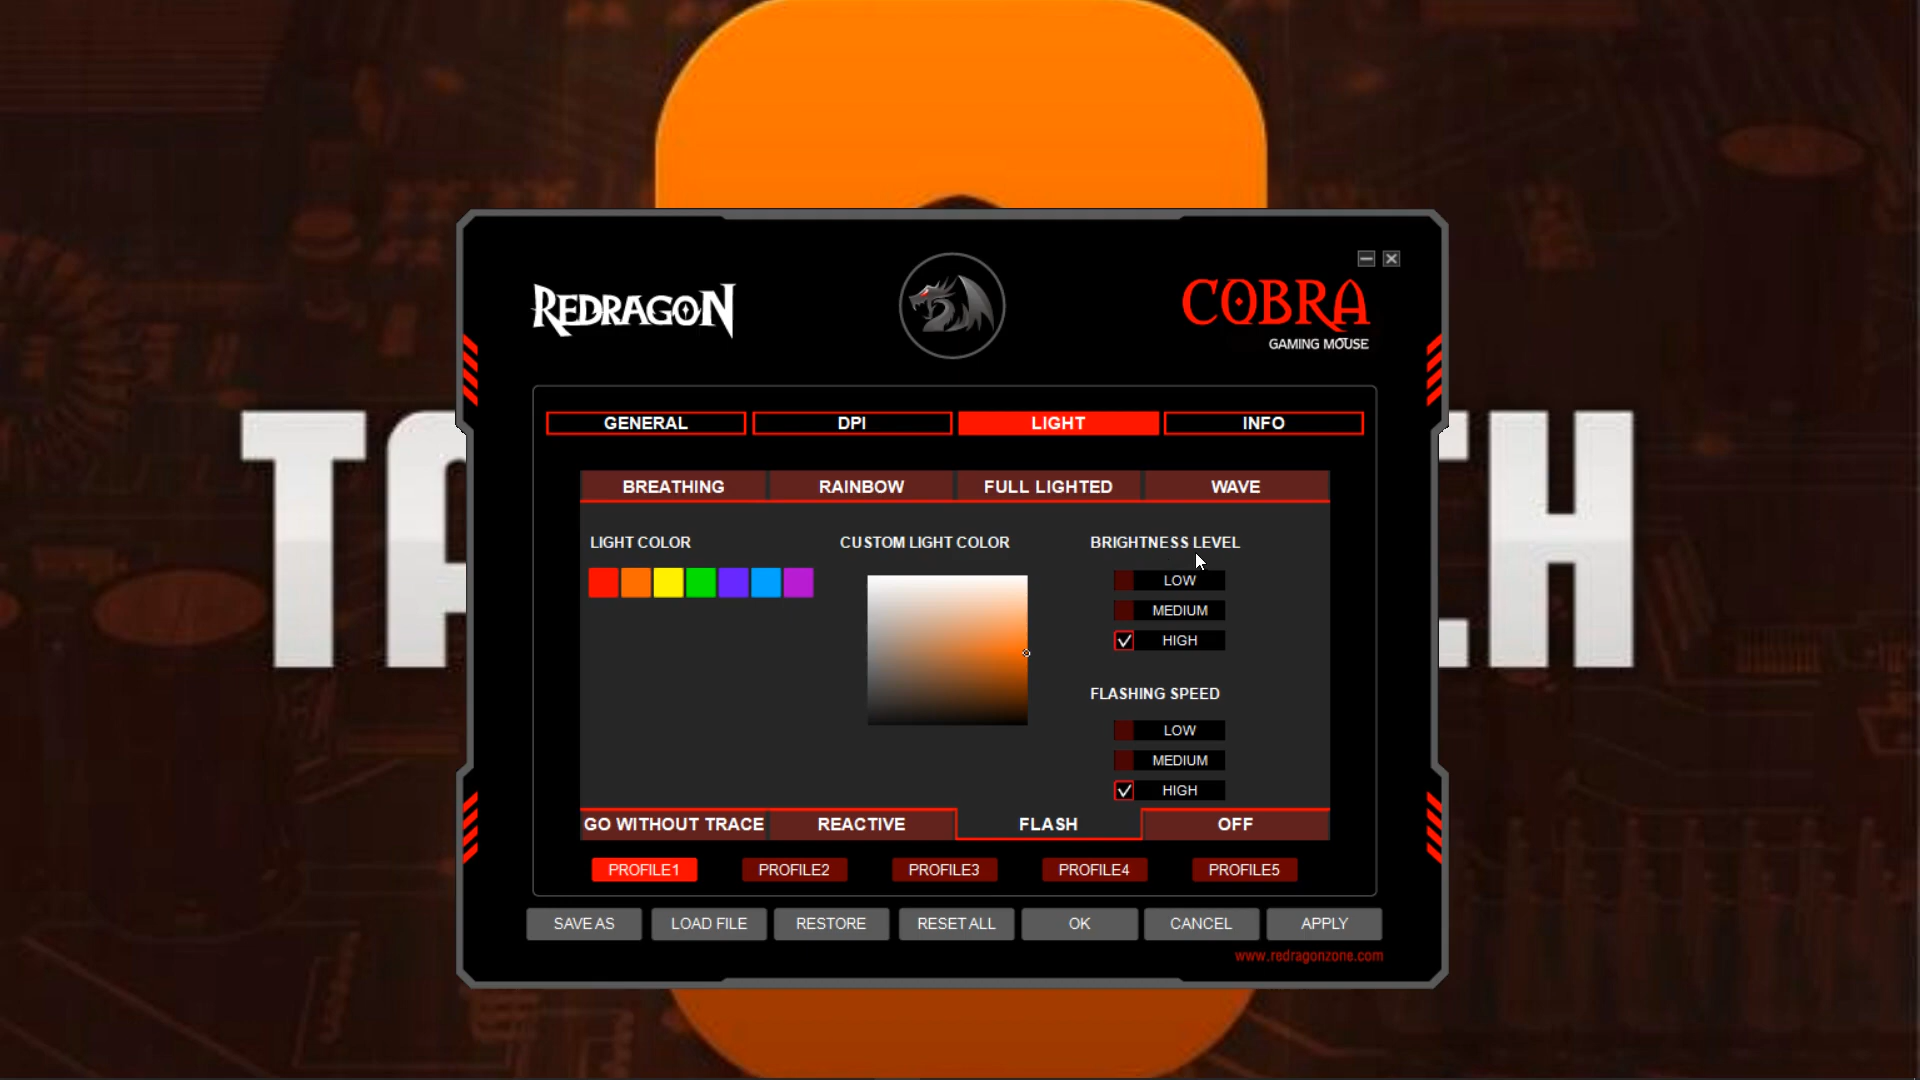 REDRAGON
COBRA
GAMING MOUSE
GENERAL DPI LIGHT INFO
BREATHING RAINBOW FULL LIGHTED WAVE
LIGHT COLOR
CUSTOM LIGHT COLOR
BRIGHTNESS LEVEL
LOW
MEDIUM
HIGH
FLASHING SPEED
LOW
MEDIUM
HIGH
GO WITHOUT TRACE REACTIVE FLASH OFF
PROFILE1 PROFILE2 PROFILE3 PROFILE4 PROFILE5
SAVE AS LOAD FILE RESTORE RESET ALL OK CANCEL APPLY
www.redragonzone.com